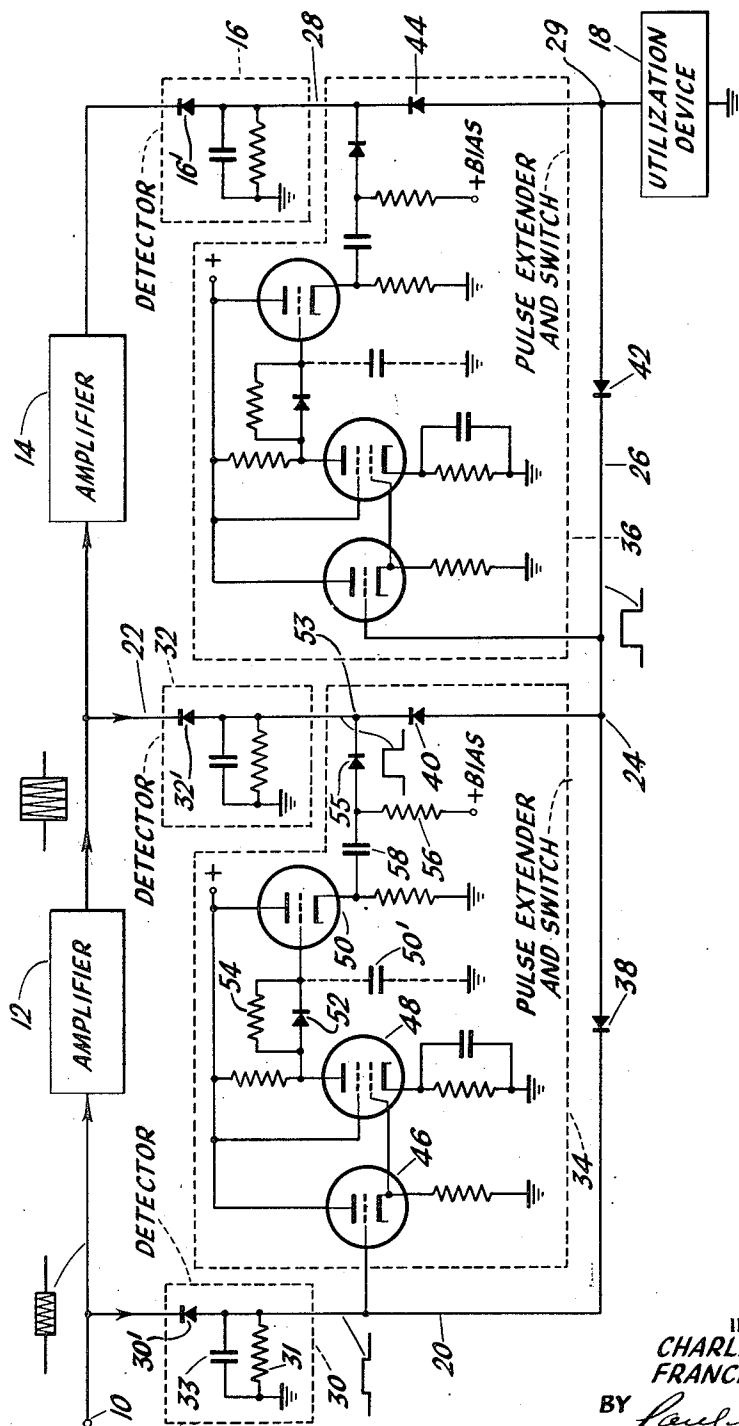 10
12
AMPLIFIER
14
AMPLIFIER
DETECTOR
30'
33
31
30
20
22
32
DETECTOR
32'
53
16
DETECTOR
16'
28
+
54
52
50
50'
48
46
58
55
56
+BIAS
40
34
PULSE EXTENDER
AND SWITCH
38
24
+
+BIAS
44
PULSE EXTENDER
AND SWITCH
36
26
42
29
18
UTILIZATION
DEVICE
CHARL
FRANC
BY